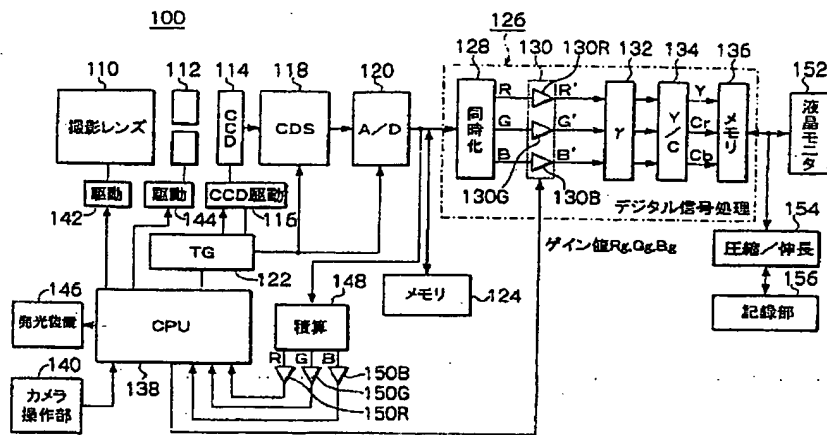 100
126
110
112
114
118
120
128
130
130R
132
134
136
152
撮影レンズ
CCD
CDS
A/D
同時化
R
R'
G
G'
B
B'
γ
Y/C
Y
Cr
Cb
メモリ
液晶モニタ
130G
130B
デジタル信号処理
駆動
142
駆動
144
CCD駆動
116
TG
122
メモリ
124
ゲイン値Rg,Gg,Bg
154
圧縮/伸長
156
記録部
146
発光装置
CPU
138
148
積算
R
G
B
150B
150G
150R
140
カメラ
操作部